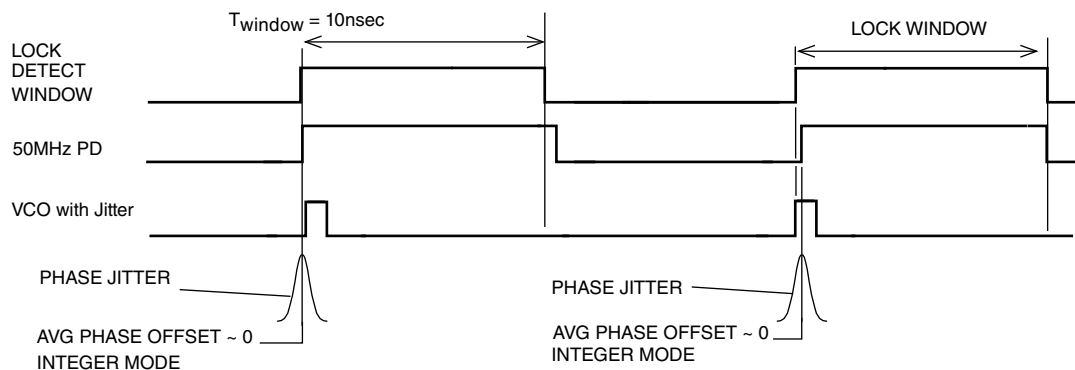 Twindow = 10nsec
LOCK WINDOW
LOCK
DETECT
WINDOW
50MHz PD
VCO with Jitter
PHASE JITTER
AVG PHASE OFFSET ~ 0
INTEGER MODE
PHASE JITTER
AVG PHASE OFFSET ~ 0
INTEGER MODE